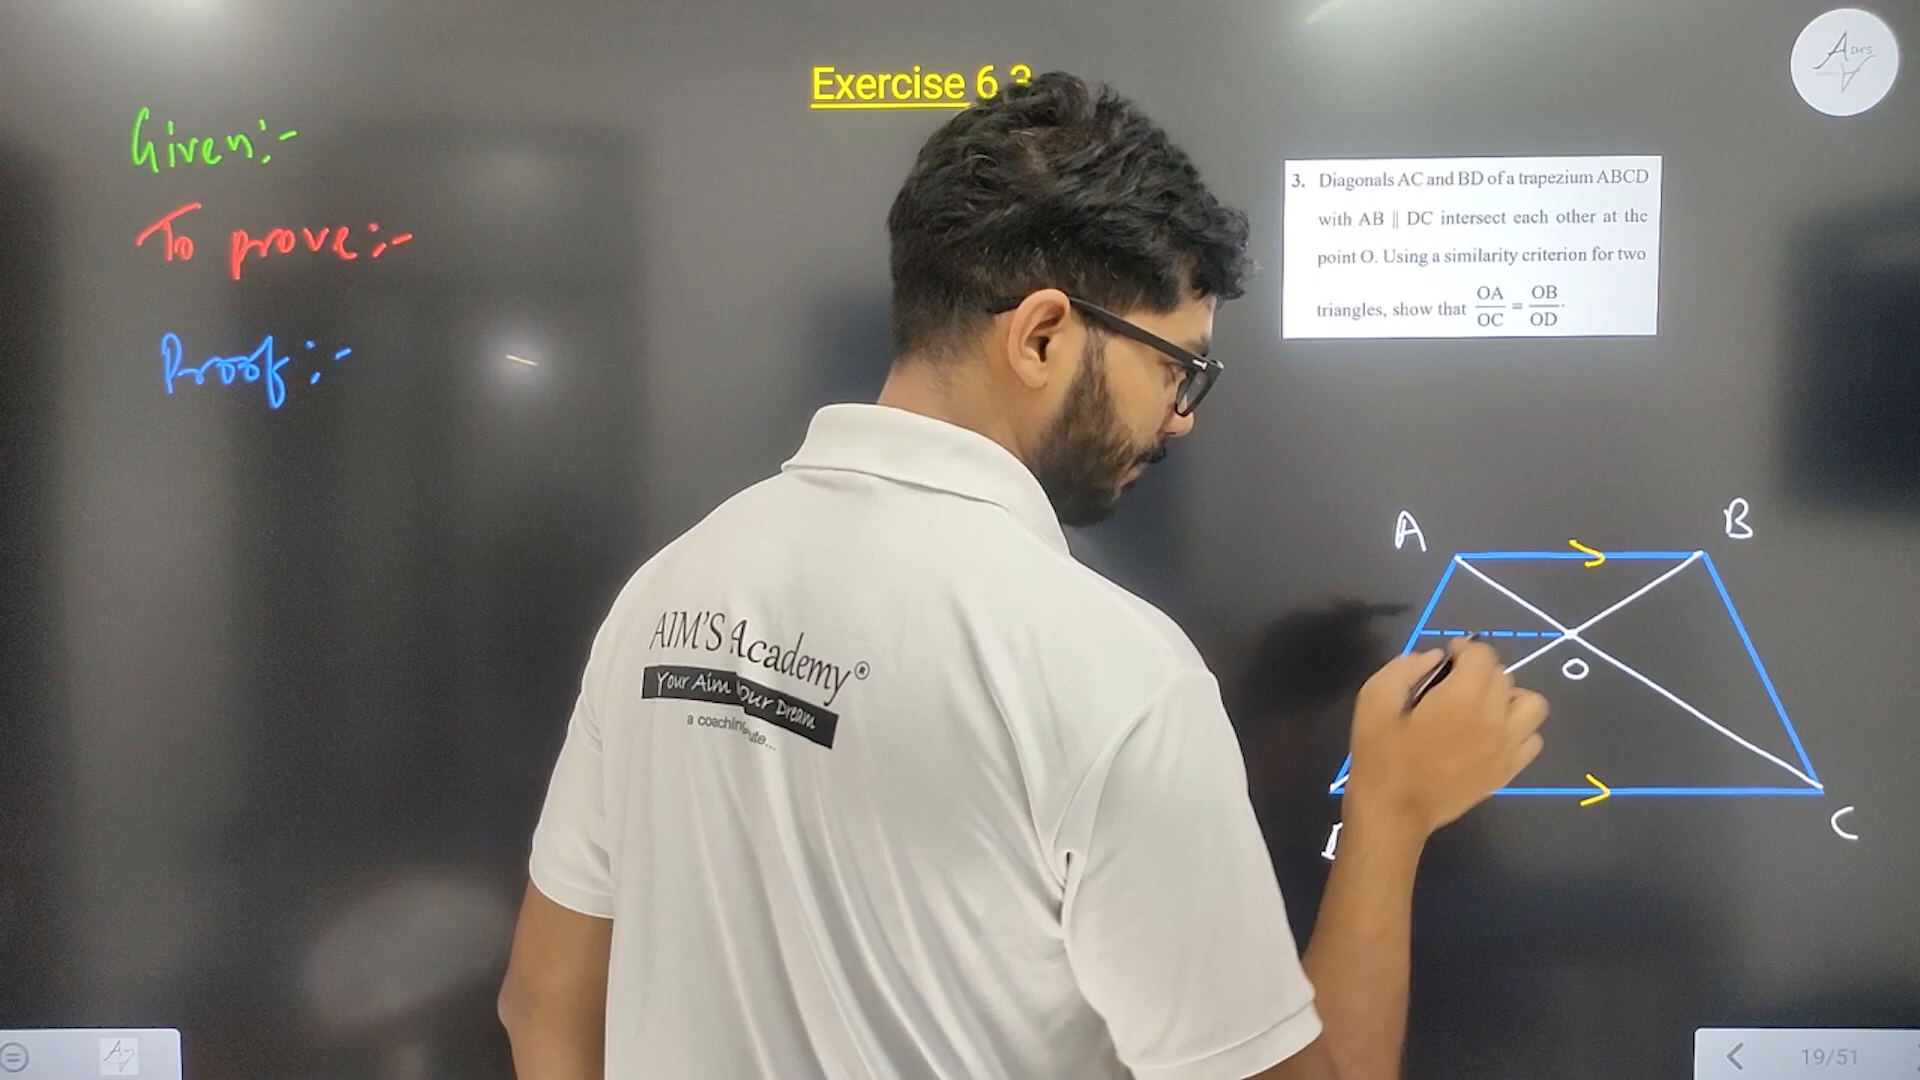 Exercise 6.3
AIM'S
Given:-
To prove:-
Proof:-
3. Diagonals AC and BD of a trapezium ABCD
with AB || DC intersect each other at the
point O. Using a similarity criterion for two
triangles, show that OA/OC = OB/OD.
A
B
O
C
AIM'S Academy®
Your Aim Our Dream
a coaching
19/51